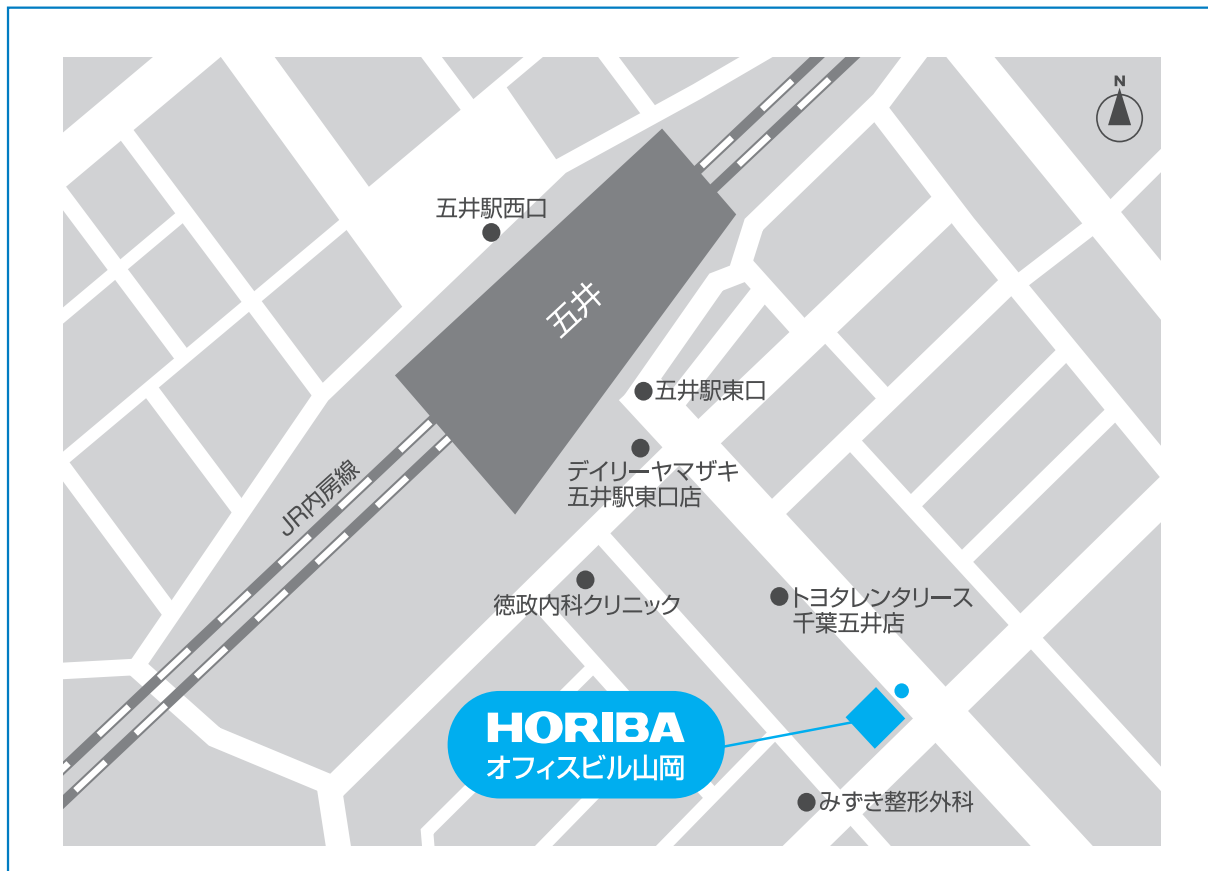 N
五井駅西口
五井
五井駅東口
デイリーヤマザキ
五井駅東口店
JR内房線
徳政内科クリニック
トヨタレンタリース
千葉五井店
HORIBA
オフィスビル山岡
みずき整形外科